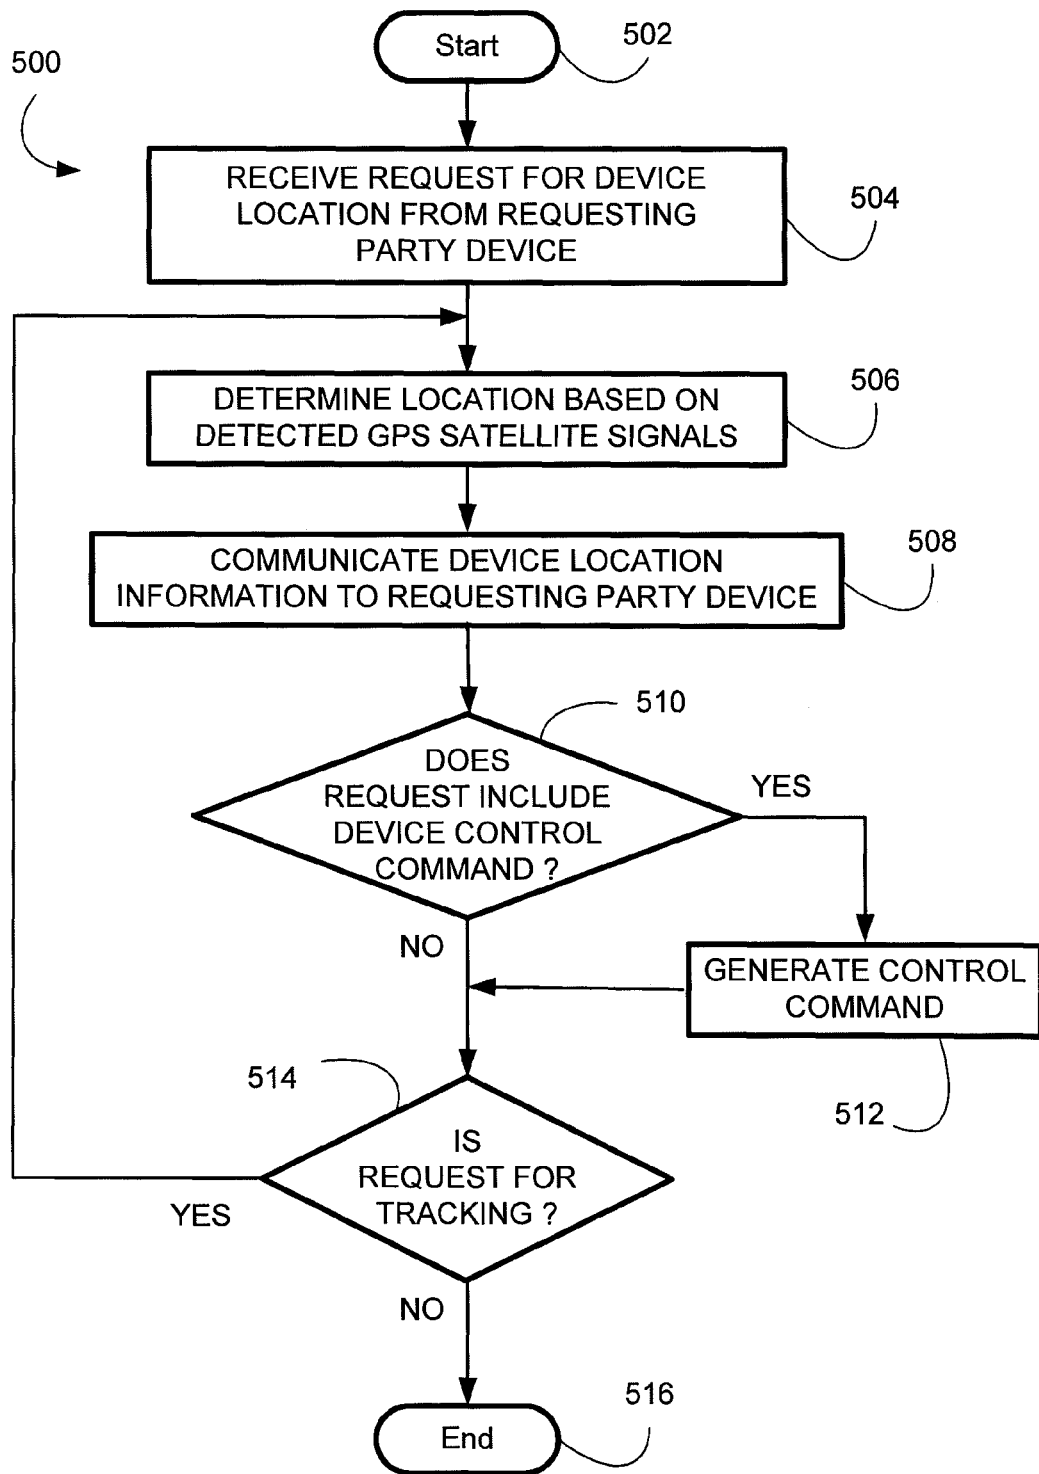 Start
502
500
RECEIVE REQUEST FOR DEVICE
LOCATION FROM REQUESTING
PARTY DEVICE
504
DETERMINE LOCATION BASED ON
DETECTED GPS SATELLITE SIGNALS
506
COMMUNICATE DEVICE LOCATION
INFORMATION TO REQUESTING PARTY DEVICE
508
510
DOES
REQUEST INCLUDE
DEVICE CONTROL
COMMAND ?
YES
NO
GENERATE CONTROL
COMMAND
512
514
IS
REQUEST FOR
TRACKING ?
YES
NO
End
516